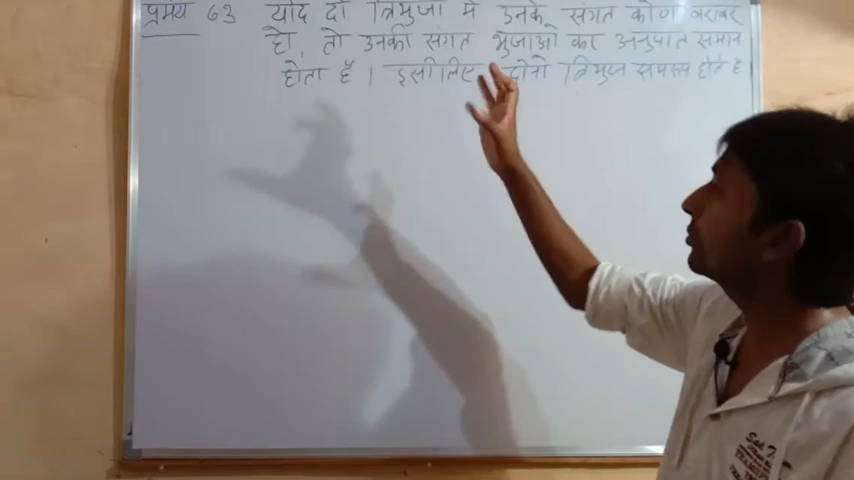 प्रमेय 63 यदि दो त्रिभुजों में उनके संगत कोण बराबर
हो, तो उनकी संगत भुजाओं का अनुपात समान
होता है । इसीलिए दोनों त्रिभुज समरूप होते है